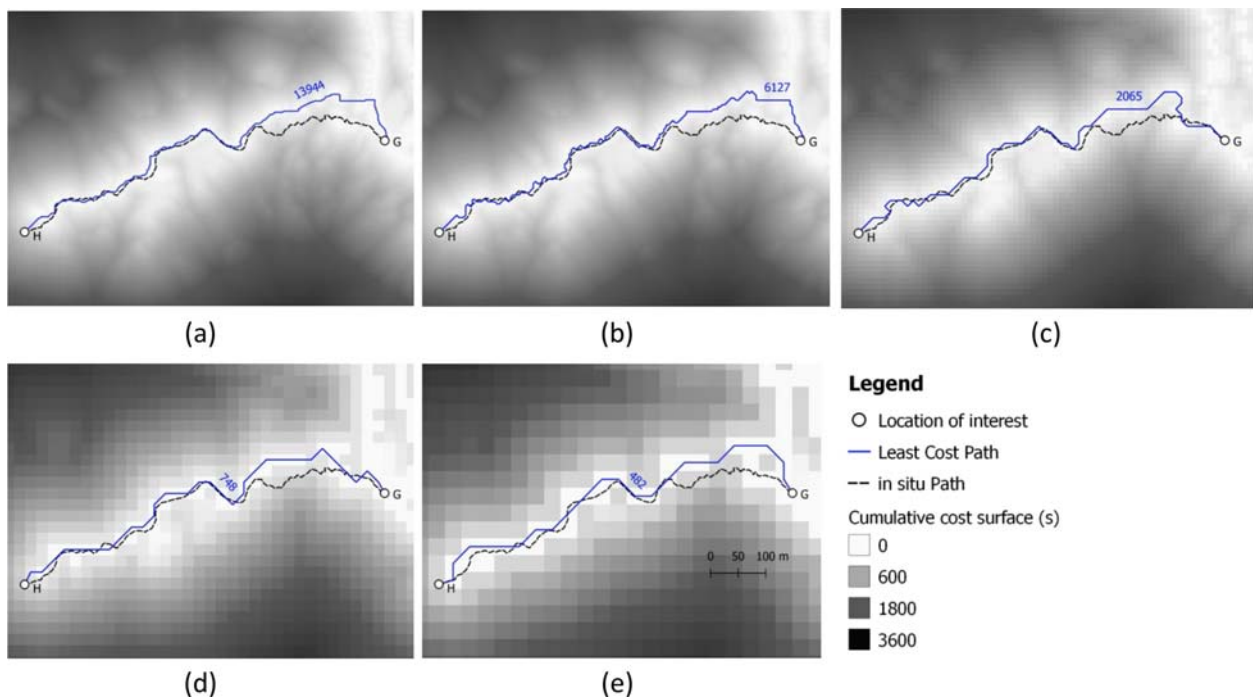 13944
G
H
(a)
6127
G
H
(b)
2065
G
H
(c)
748
G
H
(d)
482
G
H
0 50 100 m
(e)
Legend
Location of interest
Least Cost Path
in situ Path
Cumulative cost surface (s)
0
600
1800
3600